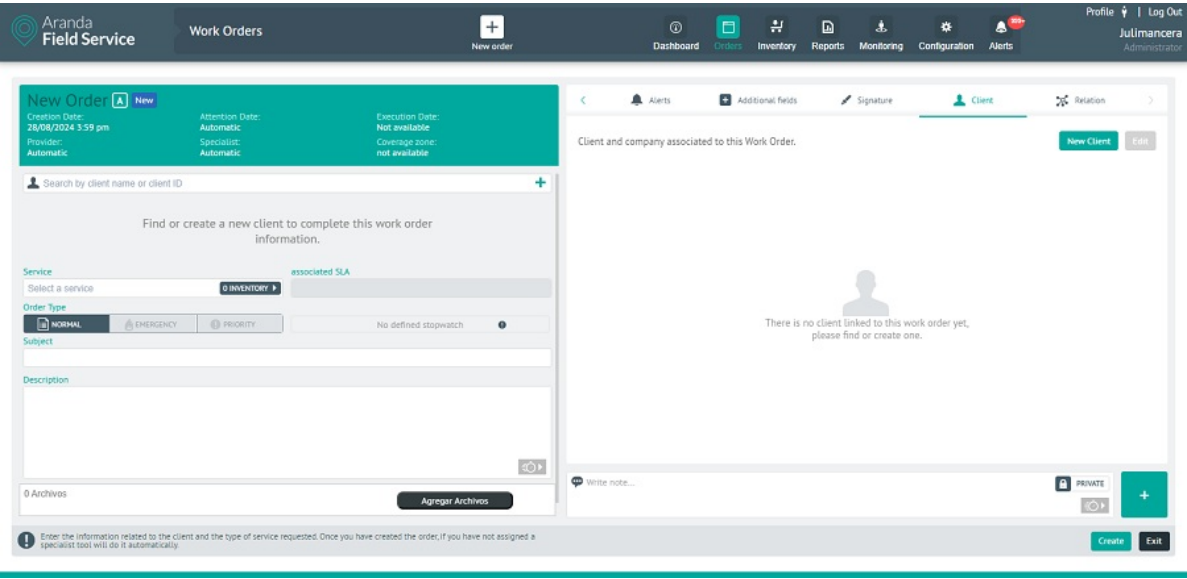 Aranda
Field Service
Work Orders
New order
Dashboard
Orders
Inventory
Reports
Monitoring
Configuration
Alerts
Profile | Log Out
Julimancera
Administrator
New Order A New
Creation Date:
28/08/2024 3:59 pm
Attention Date:
Automatic
Execution Date:
Not available
Provider:
Automatic
Specialist:
Automatic
Coverage zone:
not available
Search by client name or client ID
Find or create a new client to complete this work order
information.
Service
Select a service
0 INVENTORY
associated SLA
Order Type
NORMAL
EMERGENCY
PRIORITY
No defined stopwatch
Subject
Description
0 Archivos
Agregar Archivos
Alerts
Additional fields
Signature
Client
Relation
Client and company associated to this Work Order.
New Client
Edit
There is no client linked to this work order yet,
please find or create one.
Write note...
PRIVATE
Enter the information related to the client and the type of service requested. Once you have created the order, if you have not assigned a
specialist tool will do it automatically.
Create
Exit